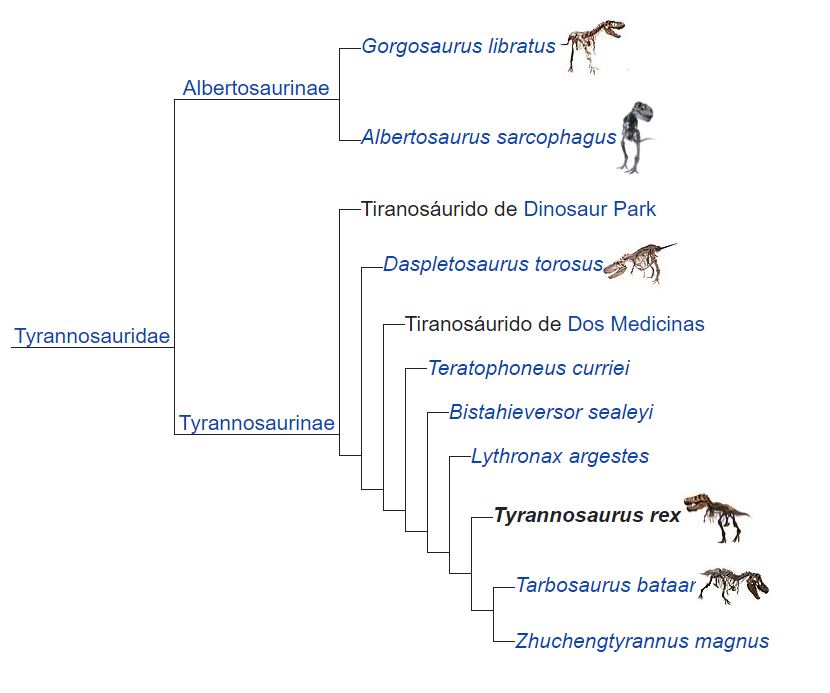 Gorgosaurus libratus
Albertosaurinae
Albertosaurus sarcophagus
Tiranosáurido de Dinosaur Park
Daspletosaurus torosus
Tiranosáurido de Dos Medicinas
Tyrannosauridae
Teratophoneus curriei
Bistahieversor sealeyi
Tyrannosaurinae
Lythronax argestes
Tyrannosaurus rex
Tarbosaurus bataar
Zhuchengtyrannus magnus